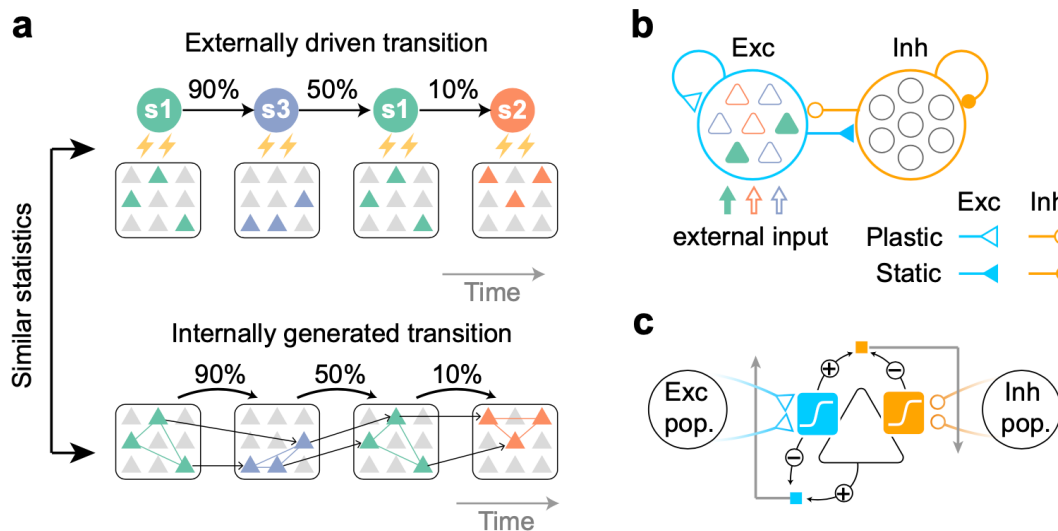 a
Externally driven transition
90% 50% 10%
s1 s3 s1 s2
Time
Similar statistics
Internally generated transition
90% 50% 10%
Time
b
Exc Inh
external input
Exc Inh
Plastic
Static
c
+ −
Exc
pop.
Inh
pop.
−
+